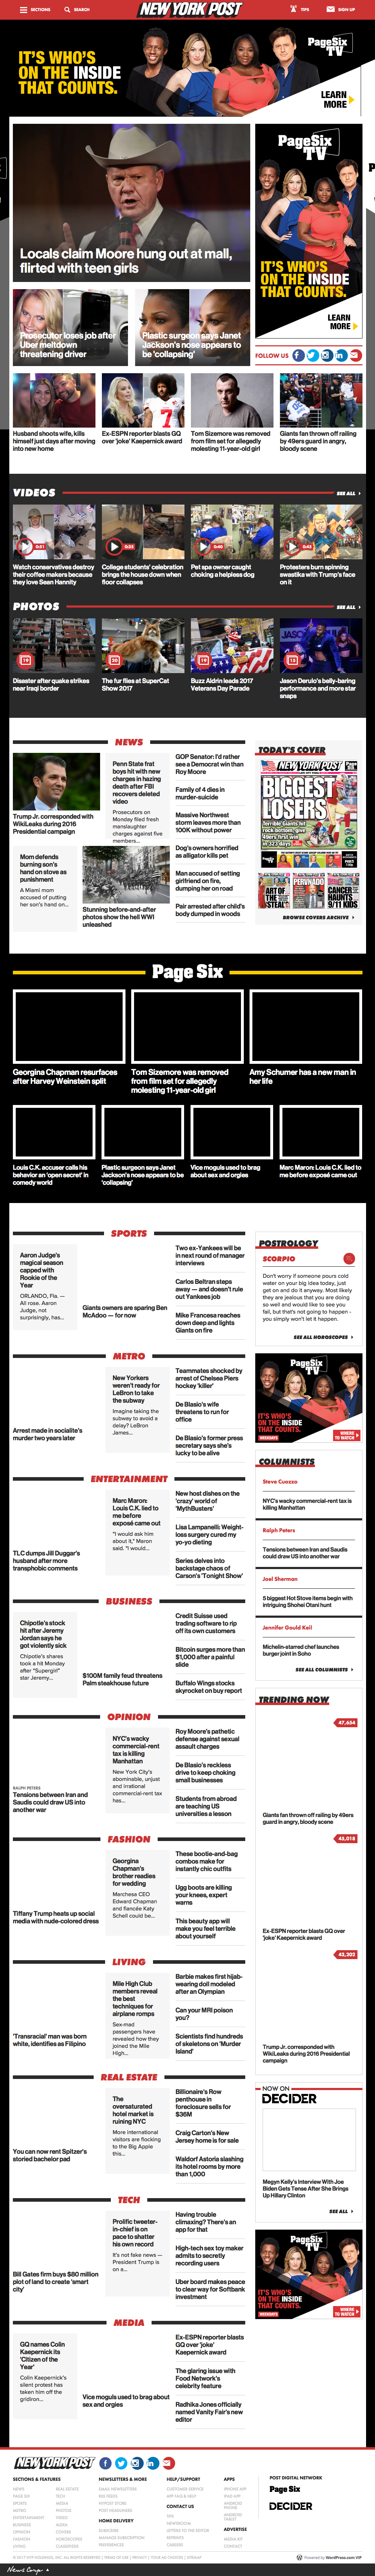 SECTIONS
SEARCH
NEW YORK POST
TIPS
SIGN UP
IT'S WHO'S
ON THE INSIDE
THAT COUNTS.
PageSix
TV
LEARN
MORE
Locals claim Moore hung out at mall,
flirted with teen girls
PageSix
TV
IT'S WHO'S
ON THE INSIDE
THAT COUNTS.
LEARN
MORE
Prosecutor loses job after
Uber meltdown
threatening driver
Plastic surgeon says Janet
Jackson's nose appears to
be 'collapsing'
FOLLOW US
Husband shoots wife, kills
himself just days after moving
into new home
Ex-ESPN reporter blasts GQ
over 'joke' Kaepernick award
Tom Sizemore was removed
from film set for allegedly
molesting 11-year-old girl
Giants fan thrown off railing
by 49ers guard in angry,
bloody scene
VIDEOS
SEE ALL
Watch conservatives destroy
their coffee makers because
they love Sean Hannity
College students' celebration
brings the house down when
floor collapses
Pet spa owner caught
choking a helpless dog
Protesters burn spinning
swastika with Trump's face
on it
PHOTOS
SEE ALL
Disaster after quake strikes
near Iraqi border
The fur flies at SuperCat
Show 2017
Buzz Aldrin leads 2017
Veterans Day Parade
Jason Derulo's belly-baring
performance and more star
snaps
NEWS
Trump Jr. corresponded with
WikiLeaks during 2016
Presidential campaign
Penn State frat
boys hit with new
charges in hazing
death after FBI
recovers deleted
video
Prosecutors on
Monday filed fresh
manslaughter
charges against five
members...
GOP Senator: I'd rather
see a Democrat win than
Roy Moore
Family of 4 dies in
murder-suicide
Massive Northwest
storm leaves more than
100K without power
Dog's owners horrified
as alligator kills pet
Man accused of setting
girlfriend on fire,
dumping her on road
Pair arrested after child's
body dumped in woods
Mom defends
burning son's
hand on stove as
punishment
A Miami mom
accused of putting
her son's hand on...
Stunning before-and-after
photos show the hell WWI
unleashed
TODAY'S COVER
NEW YORK POST
BIGGEST
LOSERS
BROWSE COVERS ARCHIVE
Page Six
Georgina Chapman resurfaces
after Harvey Weinstein split
Tom Sizemore was removed
from film set for allegedly
molesting 11-year-old girl
Amy Schumer has a new man in
her life
Louis C.K. accuser calls his
behavior an 'open secret' in
comedy world
Plastic surgeon says Janet
Jackson's nose appears to be
'collapsing'
Vice moguls used to brag
about sex and orgies
Marc Maron: Louis C.K. lied to
me before exposé came out
SPORTS
Aaron Judge's
magical season
capped with
Rookie of the
Year
ORLANDO, Fla. —
All rose. Aaron
Judge, not
surprisingly, has...
Giants owners are sparing Ben
McAdoo — for now
Two ex-Yankees will be
in next round of manager
interviews
Carlos Beltran steps
away — and doesn't rule
out Yankees job
Mike Francesa reaches
down deep and lights
Giants on fire
POSTROLOGY
SCORPIO
Don't worry if someone pours cold
water on your big idea today, just
get on and do it anyway. Most likely
they are jealous that you are doing
so well and would like to see you
fail, but that's not going to happen -
you simply won't let it happen.
SEE ALL HOROSCOPES
METRO
Arrest made in socialite's
murder two years later
New Yorkers
weren't ready for
LeBron to take
the subway
Imagine taking the
subway to avoid a
delay? LeBron
James...
Teammates shocked by
arrest of Chelsea Piers
hockey 'killer'
De Blasio's wife
threatens to run for
office
De Blasio's former press
secretary says she's
lucky to be alive
PageSix
TV
IT'S WHO'S
ON THE INSIDE
THAT COUNTS.
WEEKDAYS
WHERE
TO WATCH
COLUMNISTS
Steve Cuozzo
NYC's wacky commercial-rent tax is
killing Manhattan
Ralph Peters
Tensions between Iran and Saudis
could draw US into another war
Joel Sherman
5 biggest Hot Stove items begin with
intriguing Shohei Otani hunt
Jennifer Gould Keil
Michelin-starred chef launches
burger joint in Soho
SEE ALL COLUMNISTS
ENTERTAINMENT
TLC dumps Jill Duggar's
husband after more
transphobic comments
Marc Maron:
Louis C.K. lied to
me before
exposé came out
"I would ask him
about it," Maron
said. "I would...
New host dishes on the
'crazy' world of
'MythBusters'
Lisa Lampanelli: Weight-
loss surgery cured my
yo-yo dieting
Series delves into
backstage chaos of
Carson's 'Tonight Show'
BUSINESS
Chipotle's stock
hit after Jeremy
Jordan says he
got violently sick
Chipotle's shares
took a hit Monday
after "Supergirl"
star Jeremy...
$100M family feud threatens
Palm steakhouse future
Credit Suisse used
trading software to rip
off its own customers
Bitcoin surges more than
$1,000 after a painful
slide
Buffalo Wings stocks
skyrocket on buy report
TRENDING NOW
47,654
Giants fan thrown off railing by 49ers
guard in angry, bloody scene
45,018
Ex-ESPN reporter blasts GQ over
'joke' Kaepernick award
43,202
Trump Jr. corresponded with
WikiLeaks during 2016 Presidential
campaign
OPINION
RALPH PETERS
Tensions between Iran and
Saudis could draw US into
another war
NYC's wacky
commercial-rent
tax is killing
Manhattan
New York City's
abominable, unjust
and irrational
commercial-rent tax
has...
Roy Moore's pathetic
defense against sexual
assault charges
De Blasio's reckless
drive to keep choking
small businesses
Students from abroad
are teaching US
universities a lesson
FASHION
Tiffany Trump heats up social
media with nude-colored dress
Georgina
Chapman's
brother readies
for wedding
Marchesa CEO
Edward Chapman
and fiancée Katy
Schell could be...
These bootie-and-bag
combos make for
instantly chic outfits
Ugg boots are killing
your knees, expert
warns
This beauty app will
make you feel terrible
about yourself
LIVING
'Transracial' man was born
white, identifies as Filipino
Mile High Club
members reveal
the best
techniques for
airplane romps
Sex-mad
passengers have
revealed how they
joined the Mile
High...
Barbie makes first hijab-
wearing doll modeled
after an Olympian
Can your MRI poison
you?
Scientists find hundreds
of skeletons on 'Murder
Island'
REAL ESTATE
You can now rent Spitzer's
storied bachelor pad
The
oversaturated
hotel market is
ruining NYC
More international
visitors are flocking
to the Big Apple
this...
Billionaire's Row
penthouse in
foreclosure sells for
$36M
Craig Carton's New
Jersey home is for sale
Waldorf Astoria slashing
its hotel rooms by more
than 1,000
NOW ON
DECIDER
Megyn Kelly's Interview With Joe
Biden Gets Tense After She Brings
Up Hillary Clinton
SEE ALL
TECH
Bill Gates firm buys $80 million
plot of land to create 'smart
city'
Prolific tweeter-
in-chief is on
pace to shatter
his own record
It's not fake news —
President Trump is
on a...
Having trouble
climaxing? There's an
app for that
High-tech sex toy maker
admits to secretly
recording users
Uber board makes peace
to clear way for Softbank
investment
PageSix
TV
IT'S WHO'S
ON THE INSIDE
THAT COUNTS.
WEEKDAYS
WHERE
TO WATCH
MEDIA
GQ names Colin
Kaepernick its
'Citizen of the
Year'
Colin Kaepernick's
silent protest has
taken him off the
gridiron...
Vice moguls used to brag about
sex and orgies
Ex-ESPN reporter blasts
GQ over 'joke'
Kaepernick award
The glaring issue with
Food Network's
celebrity feature
Radhika Jones officially
named Vanity Fair's new
editor
NEW YORK POST
SECTIONS & FEATURES
NEWSLETTERS & MORE
HELP/SUPPORT
APPS
POST DIGITAL NETWORK
Page Six
DECIDER
CONTACT US
HOME DELIVERY
ADVERTISE
News Corp